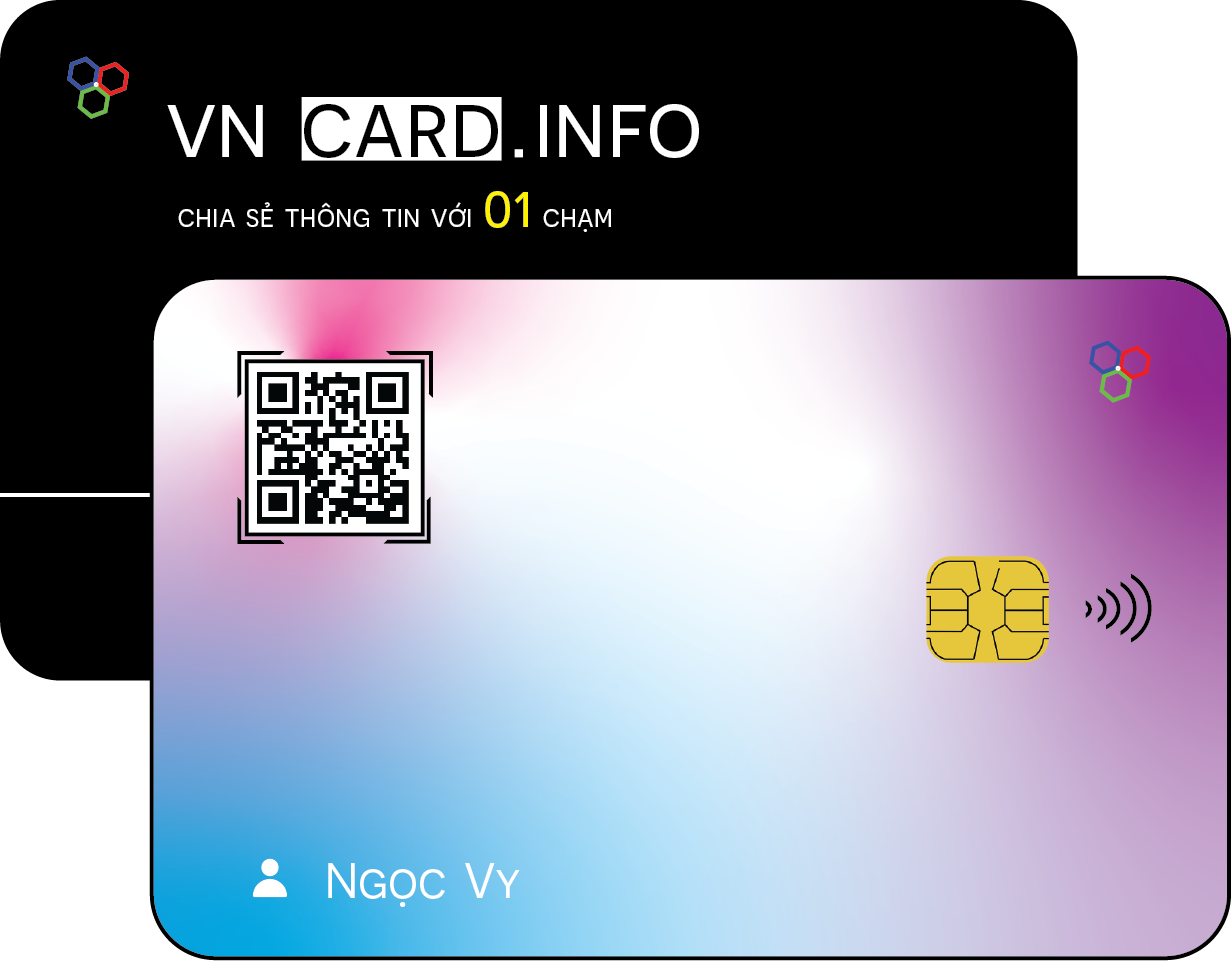 VN CARD.INFO
CHIA SẺ THÔNG TIN VỚI 01 CHẠM
NGỌC VY